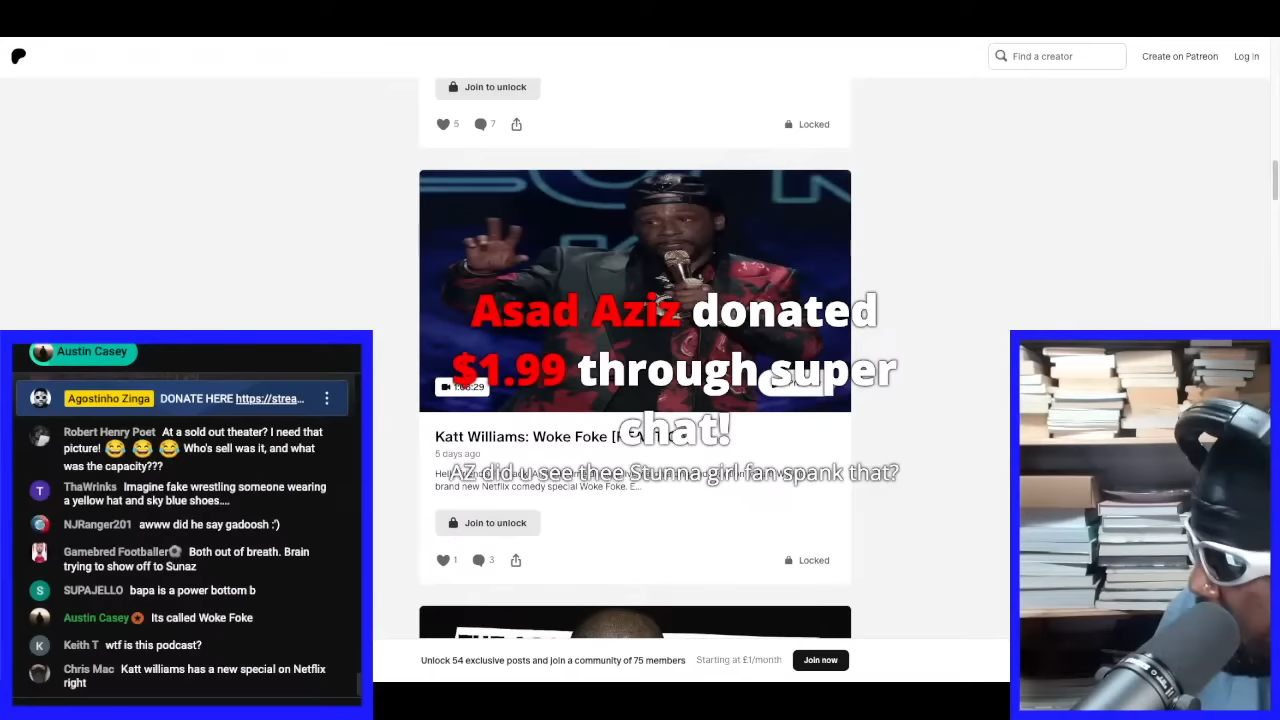 Find a creator
Create on Patreon
Log in
Join to unlock
5
7
Locked
Asad Aziz donated
$1.99 through super
chat!
AZ did u see thee Stunna girl fan spank that?
Katt Williams: Woke Foke
5 days ago
brand new Netflix comedy special Woke Foke. E...
Join to unlock
1
3
Locked
Unlock 54 exclusive posts and join a community of 75 members
Starting at £1/month
Join now
Austin Casey
Agostinho Zinga DONATE HERE https://strea...
Robert Henry Poet At a sold out theater? I need that
picture! 😂 😂 😂 Who's sell was it, and what
was the capacity???
ThaWrinks Imagine fake wrestling someone wearing
a yellow hat and sky blue shoes....
NJRanger201 awww did he say gadoosh :')
Gamebred Footballer⚽ Both out of breath. Brain
trying to show off to Sunaz
SUPAJELLO bapa is a power bottom b
Austin Casey Its called Woke Foke
Keith T wtf is this podcast?
Chris Mac Katt williams has a new special on Netflix
right